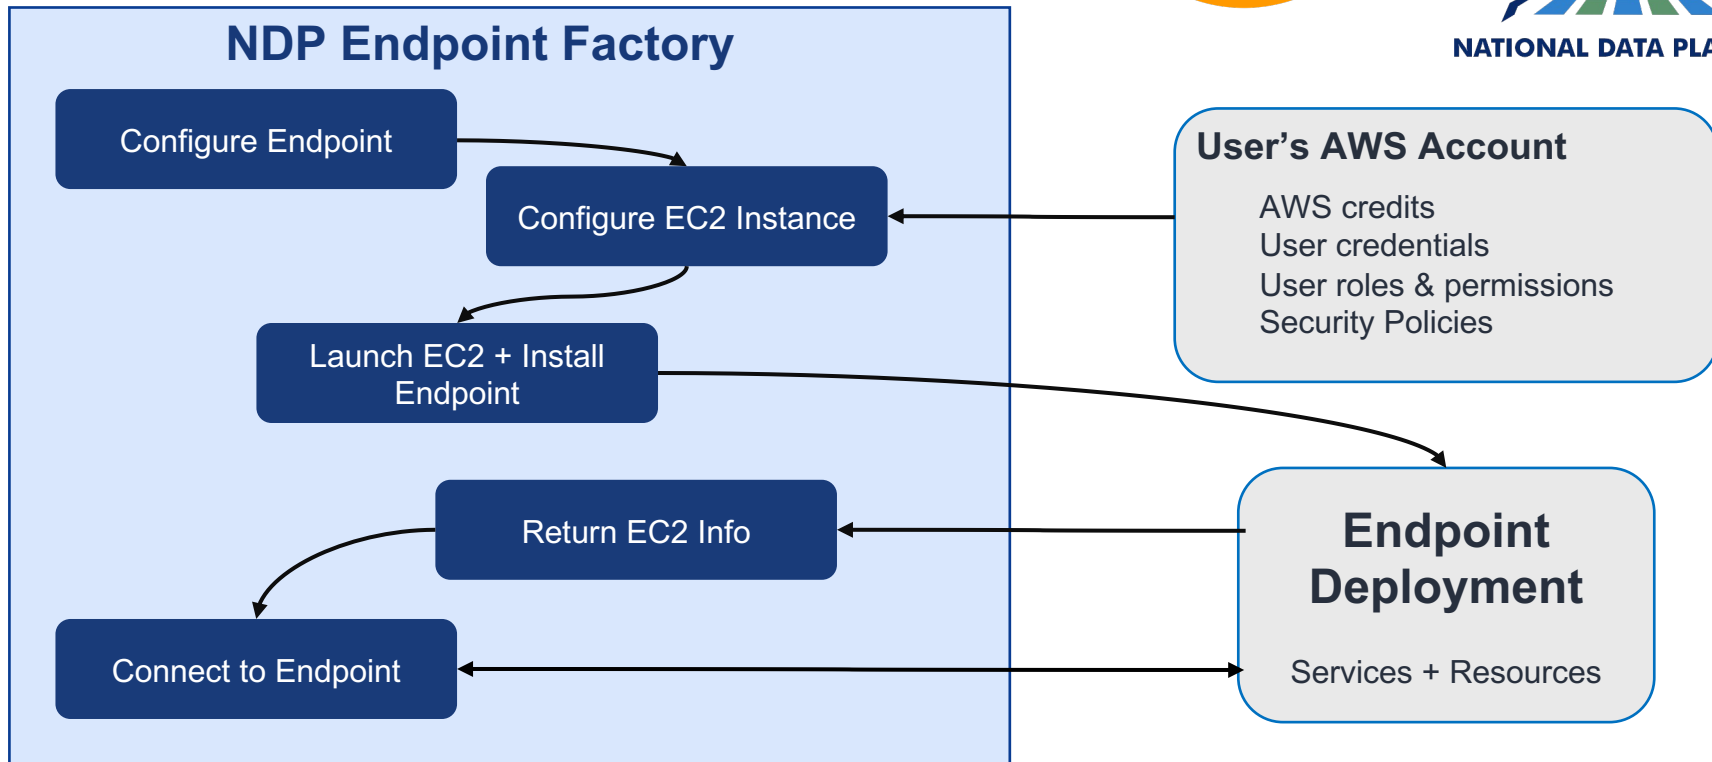 NDP Endpoint Factory
NATIONAL DATA
Configure Endpoint
User's AWS Account
AWS credits
User credentials
User roles & permissions
Security Policies
Configure EC2 Instance
Launch EC2 + Install
Endpoint
Return EC2 Info
Endpoint
Deployment
Services + Resources
Connect to Endpoint